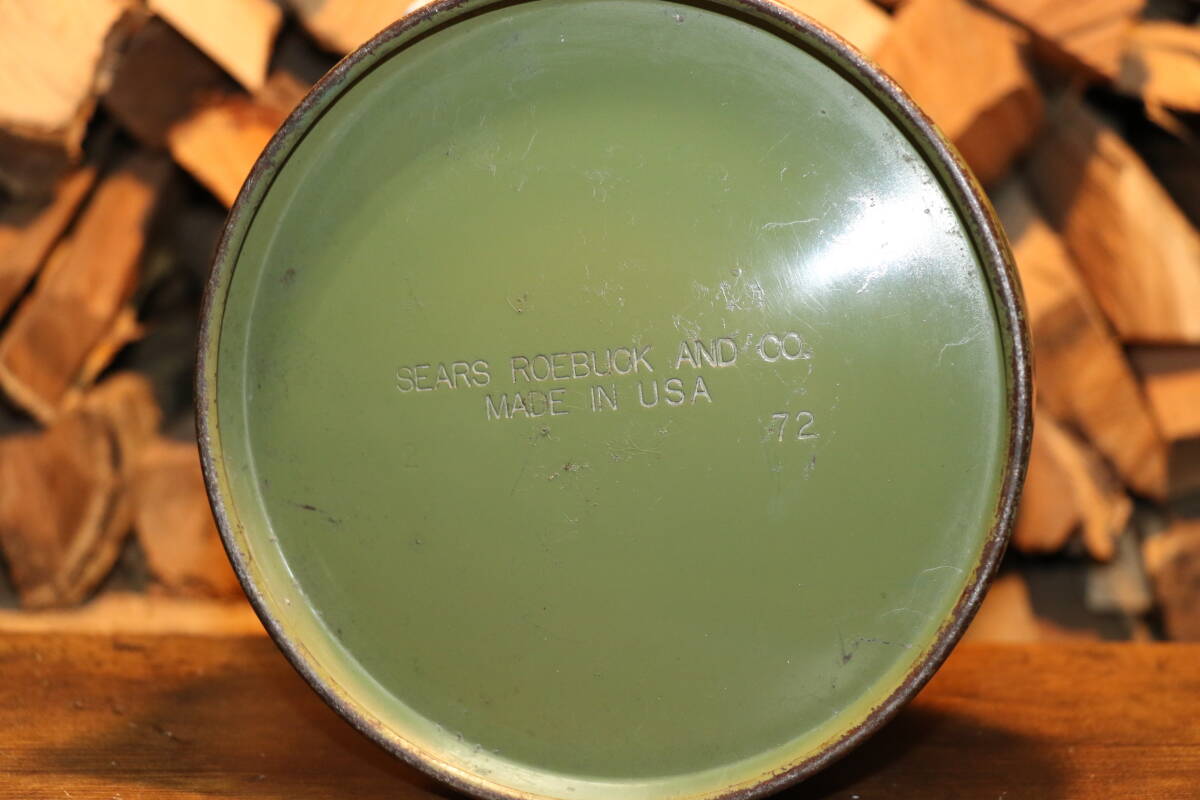 SEARS ROEBUCK AND CO.
MADE IN USA
72